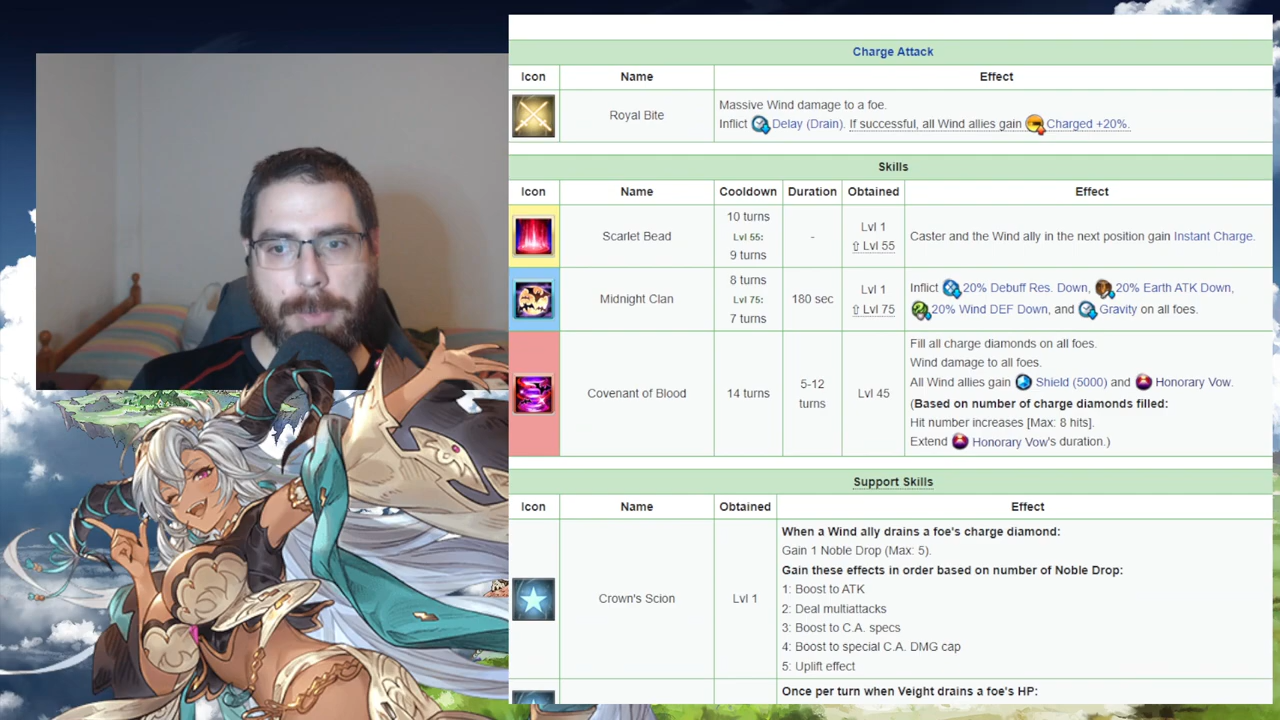 Charge Attack
Icon Name Effect
Royal Bite
Massive Wind damage to a foe.
Inflict Delay (Drain). If successful, all Wind allies gain Charged +20%.
Skills
Icon Name Cooldown Duration Obtained Effect
Scarlet Bead
10 turns
Lvl 55:
9 turns
-
Lvl 1
⇧ Lvl 55
Caster and the Wind ally in the next position gain Instant Charge.
Midnight Clan
8 turns
Lvl 75:
7 turns
180 sec
Lvl 1
⇧ Lvl 75
Inflict 20% Debuff Res. Down, 20% Earth ATK Down,
20% Wind DEF Down, and Gravity on all foes.
Covenant of Blood
14 turns
5-12
turns
Lvl 45
Fill all charge diamonds on all foes.
Wind damage to all foes.
All Wind allies gain Shield (5000) and Honorary Vow.
(Based on number of charge diamonds filled:
Hit number increases [Max: 8 hits].
Extend Honorary Vow's duration.)
Support Skills
Icon Name Obtained Effect
Crown's Scion
Lvl 1
When a Wind ally drains a foe's charge diamond:
Gain 1 Noble Drop (Max: 5).
Gain these effects in order based on number of Noble Drop:
1: Boost to ATK
2: Deal multiattacks
3: Boost to C.A. specs
4: Boost to special C.A. DMG cap
5: Uplift effect
Once per turn when Veight drains a foe's HP: